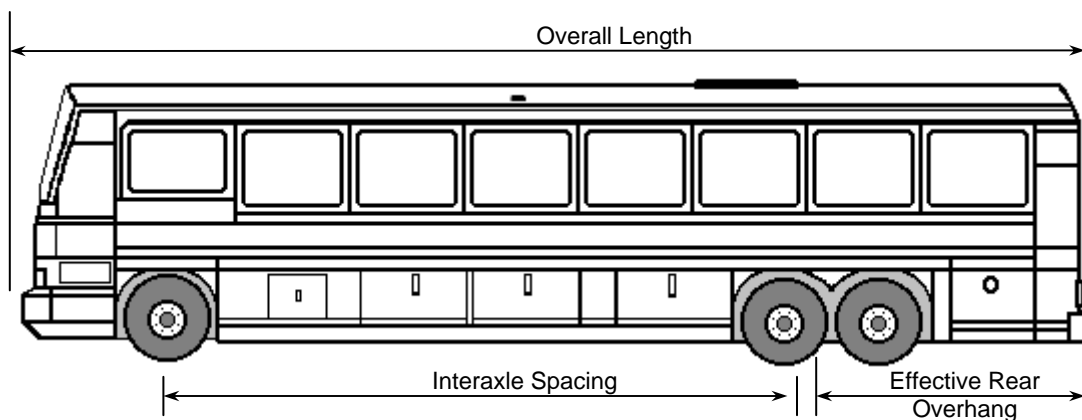 Overall Length
Interaxle Spacing
Effective Rear
Overhang